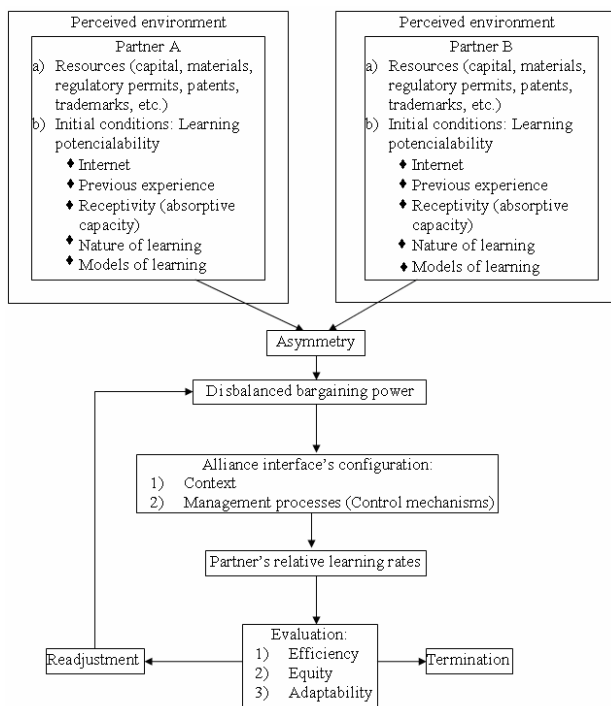 Perceived environment
Partner A
a) Resources (capital, materials,
regulatory permits, patents,
trademarks, etc.)
b) Initial conditions: Learning
potencialability
♦ Internet
♦ Previous experience
♦ Receptivity (absorptive
capacity)
♦ Nature of learning
♦ Models of learning
Perceived environment
Partner B
a) Resources (capital, materials,
regulatory permits, patents,
trademarks, etc.)
b) Initial conditions: Learning
potencialability
♦ Internet
♦ Previous experience
♦ Receptivity (absorptive
capacity)
♦ Nature of learning
♦ Models of learning
Asymmetry
Disbalanced bargaining power
Alliance interface's configuration:
1) Context
2) Management processes (Control mechanisms)
Partner's relative learning rates
Evaluation:
1) Efficiency
2) Equity
3) Adaptability
Readjustment
Termination